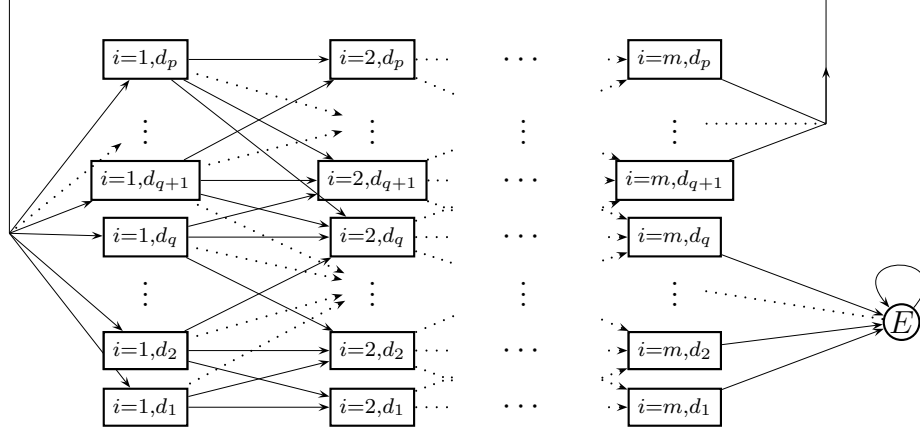 i=1,d_p i=2,d_p ⋯ i=m,d_p
⋮ ⋮ ⋮
i=1,d_{q+1} i=2,d_{q+1} ⋯ i=m,d_{q+1}
i=1,d_q i=2,d_q ⋯ i=m,d_q
⋮ ⋮ ⋯ ⋮
E
i=1,d_2 i=2,d_2 ⋯ i=m,d_2
i=1,d_1 i=2,d_1 ⋯ i=m,d_1